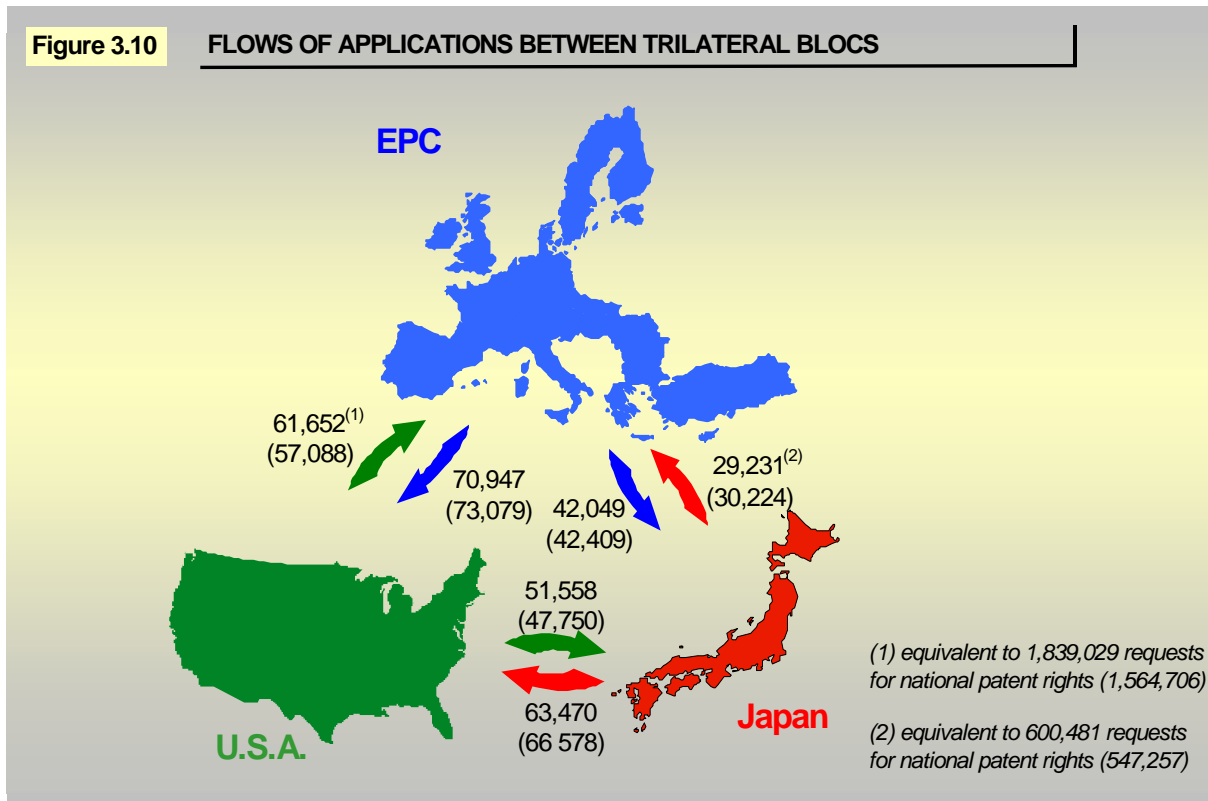 Figure 3.10
FLOWS OF APPLICATIONS BETWEEN TRILATERAL BLOCS
EPC
61,652(1)
(57,088)
70,947
(73,079)
42,049
(42,409)
29,231(2)
(30,224)
51,558
(47,750)
63,470
(66 578)
U.S.A.
Japan
(1) equivalent to 1,839,029 requests
for national patent rights (1,564,706)
(2) equivalent to 600,481 requests
for national patent rights (547,257)